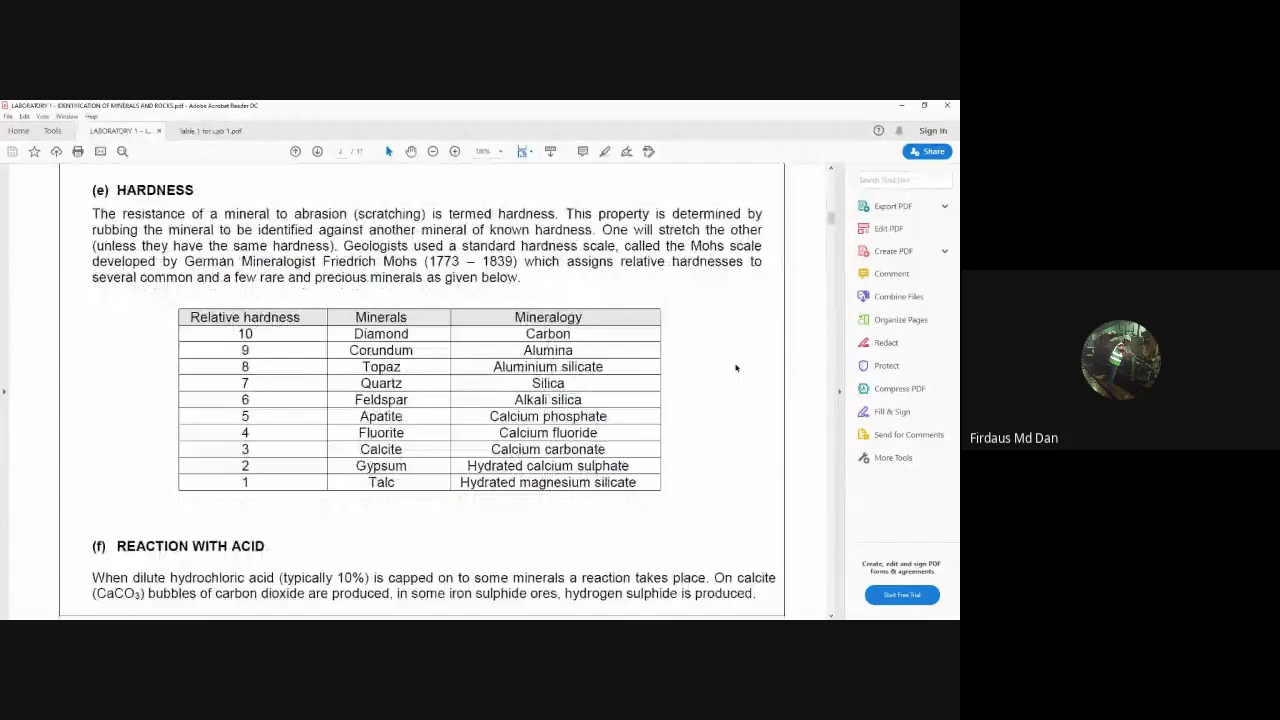 LABORATORY 1 - IDENTIFICATION OF MINERALS AND ROCKS.pdf - Adobe Acrobat Reader DC
File Edit View Window Help
Home Tools LABORATORY 1 - I... × Table 1 for Lab 1.pdf Sign In
2 / 11 Share
(e) HARDNESS
The resistance of a mineral to abrasion (scratching) is termed hardness. This property is determined by
rubbing the mineral to be identified against another mineral of known hardness. One will stretch the other
(unless they have the same hardness). Geologists used a standard hardness scale, called the Mohs scale
developed by German Mineralogist Friedrich Mohs (1773 – 1839) which assigns relative hardnesses to
several common and a few rare and precious minerals as given below.
Relative hardness Minerals Mineralogy
10 Diamond Carbon
9 Corundum Alumina
8 Topaz Aluminium silicate
7 Quartz Silica
6 Feldspar Alkali silica
5 Apatite Calcium phosphate
4 Fluorite Calcium fluoride
3 Calcite Calcium carbonate
2 Gypsum Hydrated calcium sulphate
1 Talc Hydrated magnesium silicate
(f) REACTION WITH ACID
When dilute hydrochloric acid (typically 10%) is capped on to some minerals a reaction takes place. On calcite
(CaCO₃) bubbles of carbon dioxide are produced, in some iron sulphide ores, hydrogen sulphide is produced.
Export PDF
Edit PDF
Create PDF
Comment
Combine Files
Organize Pages
Redact
Protect
Compress PDF
Fill & Sign
Send for Comments
More Tools
Create, edit and sign PDF
forms & agreements
Start Free Trial
Firdaus Md Dan